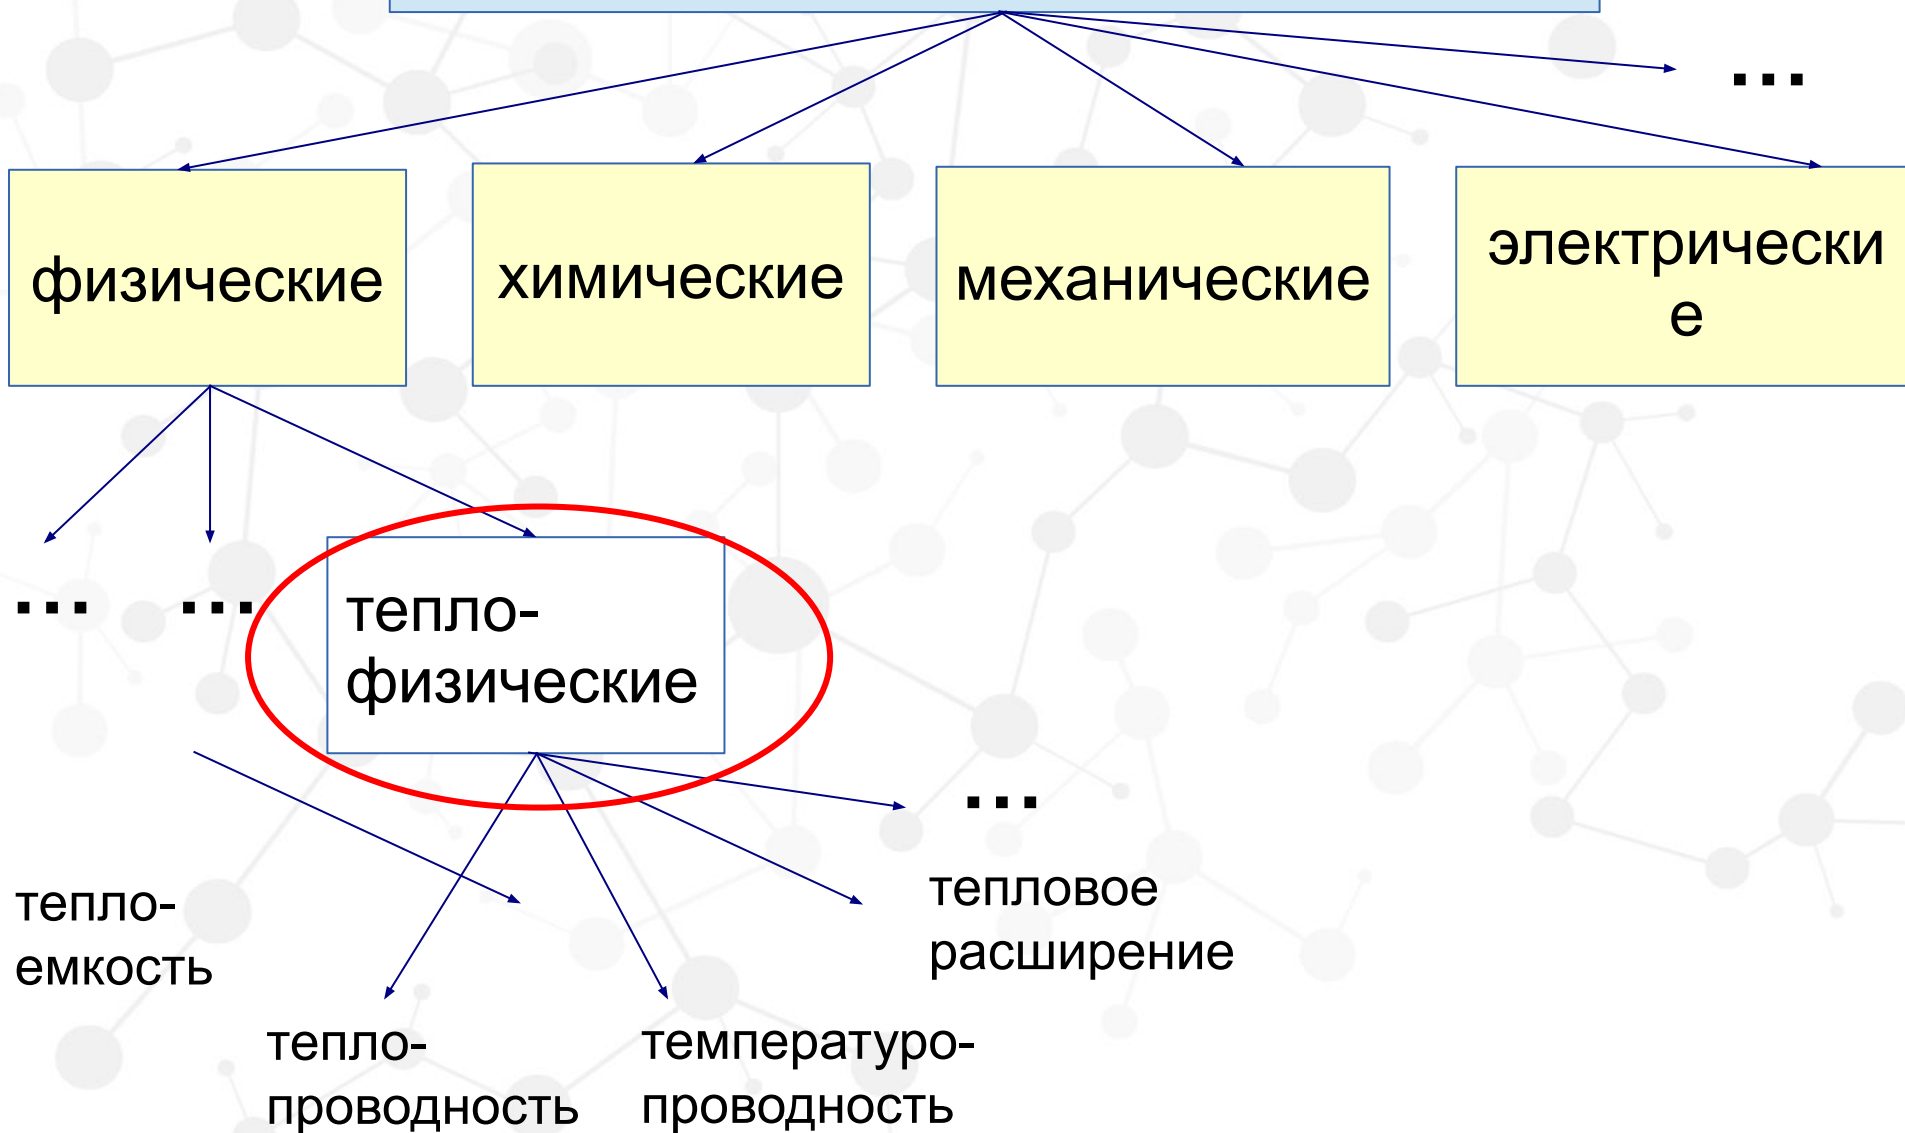 ...
физические
химические
механические
электрически
е
...
...
тепло-
физические
...
тепло-
емкость
тепловое
расширение
тепло-
проводность
температуро-
проводность